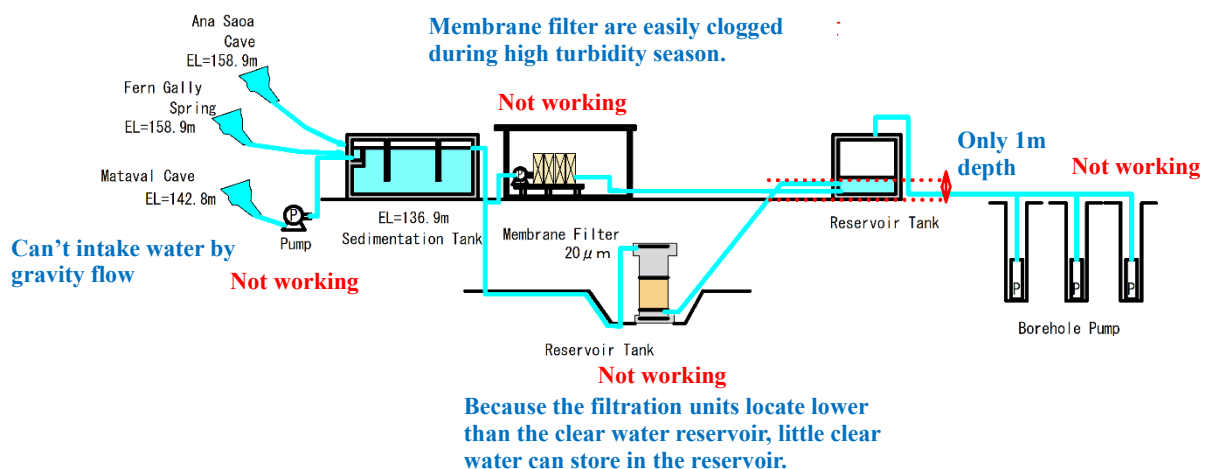 Ana Saoa
Cave
EL=158.9m
Fern Gally
Spring
EL=158.9m
Mataval Cave
EL=142.8m
P
Pump
Can’t intake water by
gravity flow
Not working
EL=136.9m
Sedimentation Tank
Membrane filter are easily clogged
during high turbidity season.
Not working
P
Membrane Filter
20μm
Reservoir Tank
Not working
Because the filtration units locate lower
than the clear water reservoir, little clear
water can store in the reservoir.
Reservoir Tank
Only 1m
depth
Not working
P
P
P
Borehole Pump